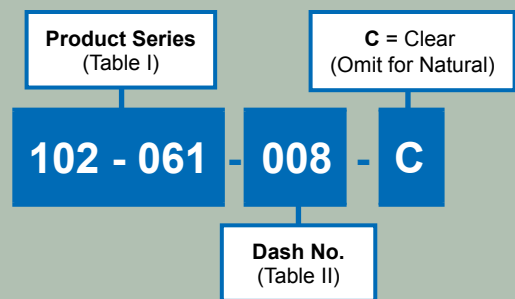 Product Series
(Table I)
C = Clear
(Omit for Natural)
102 - 061 - 008 - C
Dash No.
(Table II)